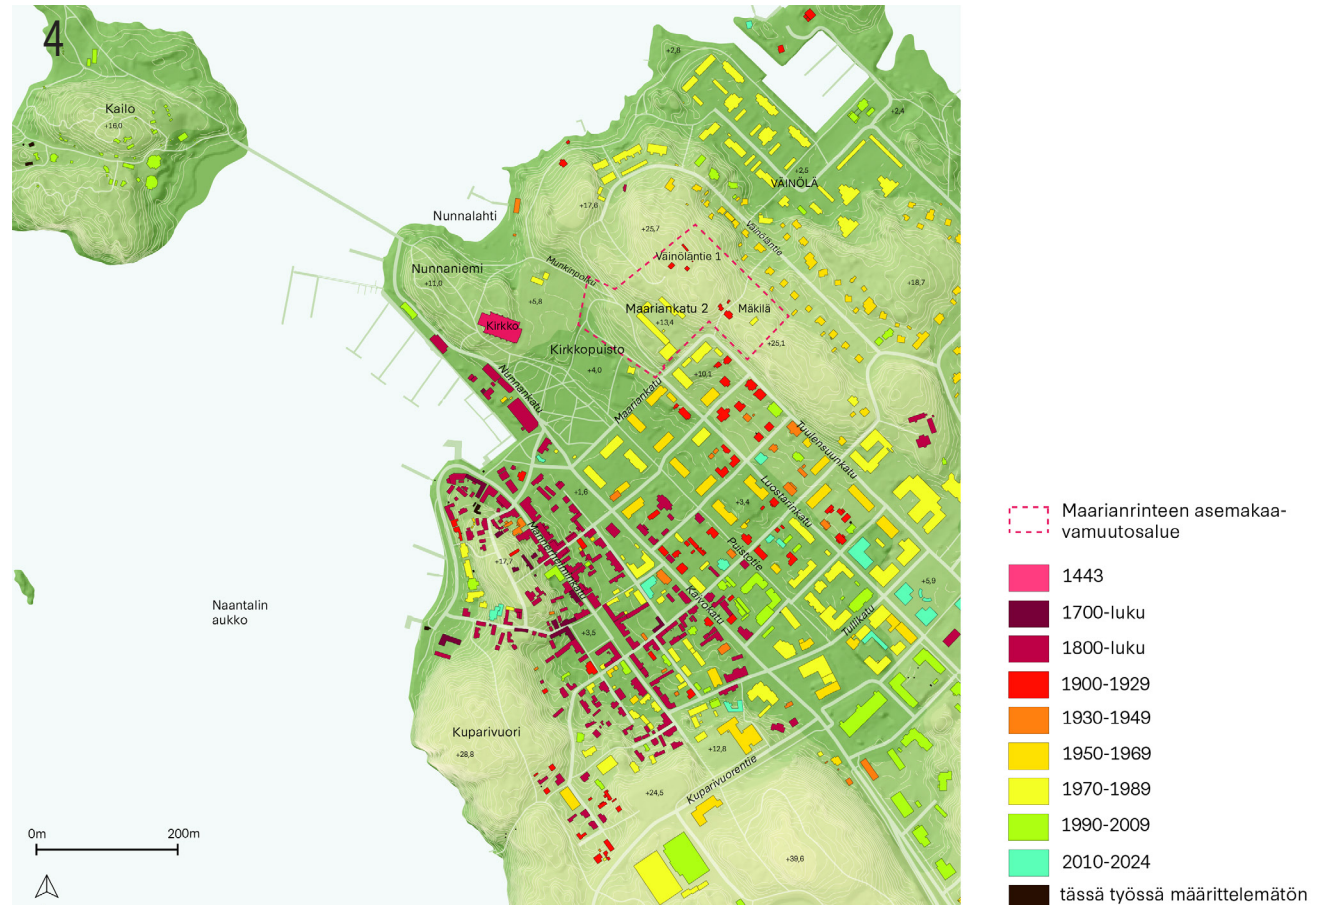 4
Kailo
+16,0
+2,8
+2,4
+2,5
VÄINÖLÄ
Nunnalahti
+17,6
+25,7
Väinöläntie
Väinöläntie 1
Munkinpolku
Nunnaniemi
+11,0
+5,8
+18,7
Maariankatu 2
Mäkilä
+13,4
Kirkko
+25,1
Kirkkopuisto
+4,0
+10,1
Nunnankatu
Maariankatu
Tuulensuunkatu
Luostarinkatu
+1,6
+3,4
Mannerheiminkatu
Puistotie
+17,7
+5,9
Kaivokatu
Naantalin
aukko
Tullikatu
+3,5
Kuparivuori
+28,8
+12,8
Kuparivuorentie
+24,5
+39,6
0m
200m
Maarianrinteen asemakaa-
vamuutosalue
1443
1700-luku
1800-luku
1900-1929
1930-1949
1950-1969
1970-1989
1990-2009
2010-2024
tässä työssä määrittelemätön